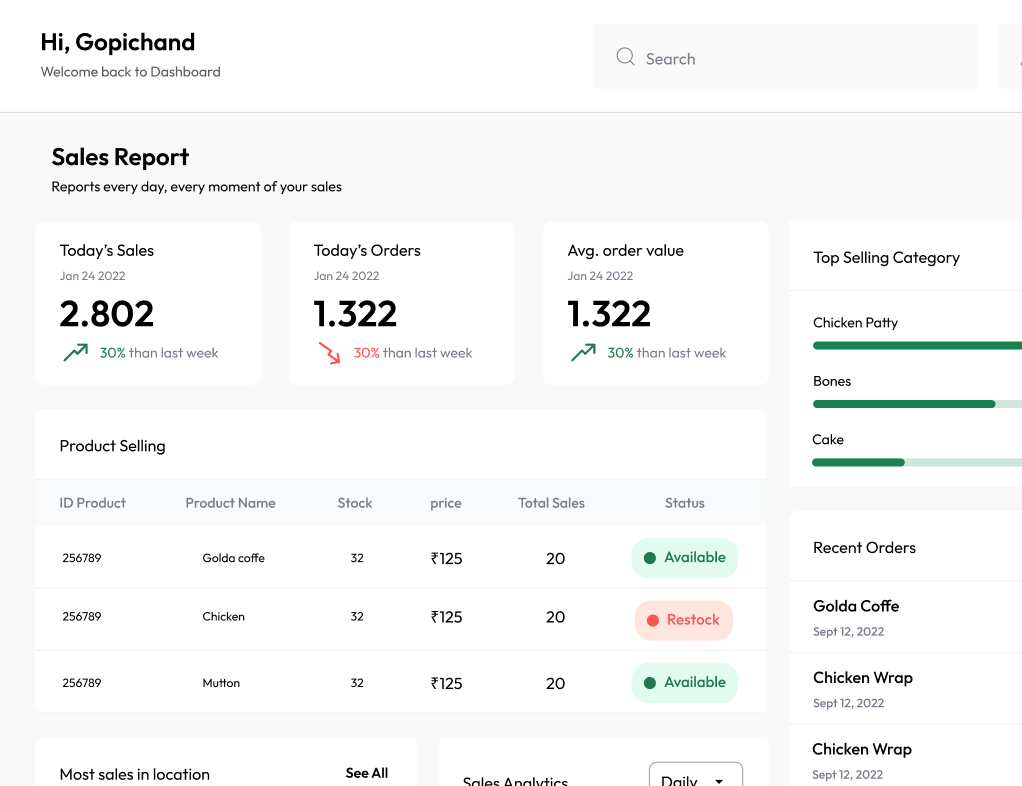 Hi, Gopichand
Welcome back to Dashboard
Search
Sales Report
Reports every day, every moment of your sales
Today's Sales
Jan 24 2022
2.802
30% than last week
Today's Orders
Jan 24 2022
1.322
30% than last week
Avg. order value
Jan 24 2022
1.322
30% than last week
Top Selling Category
Chicken Patty
Bones
Cake
Product Selling
ID Product Product Name Stock price Total Sales Status
256789 Golda coffe 32 ₹125 20 Available
256789 Chicken 32 ₹125 20 Restock
256789 Mutton 32 ₹125 20 Available
Recent Orders
Golda Coffe
Sept 12, 2022
Chicken Wrap
Sept 12, 2022
Chicken Wrap
Sept 12, 2022
Most sales in location See All
Sales Analytics Daily